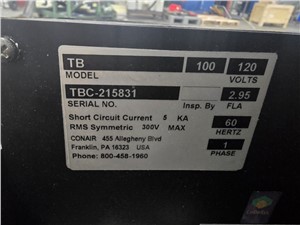 TB 100 120
MODEL VOLTS
TBC-215831 2.95
SERIAL NO. Insp. By FLA
Short Circuit Current 5 KA 60
RMS Symmetric 300V MAX HERTZ
CONAIR 455 Allegheny Blvd
Franklin, PA 16323 USA 1
Phone: 800-458-1960 PHASE